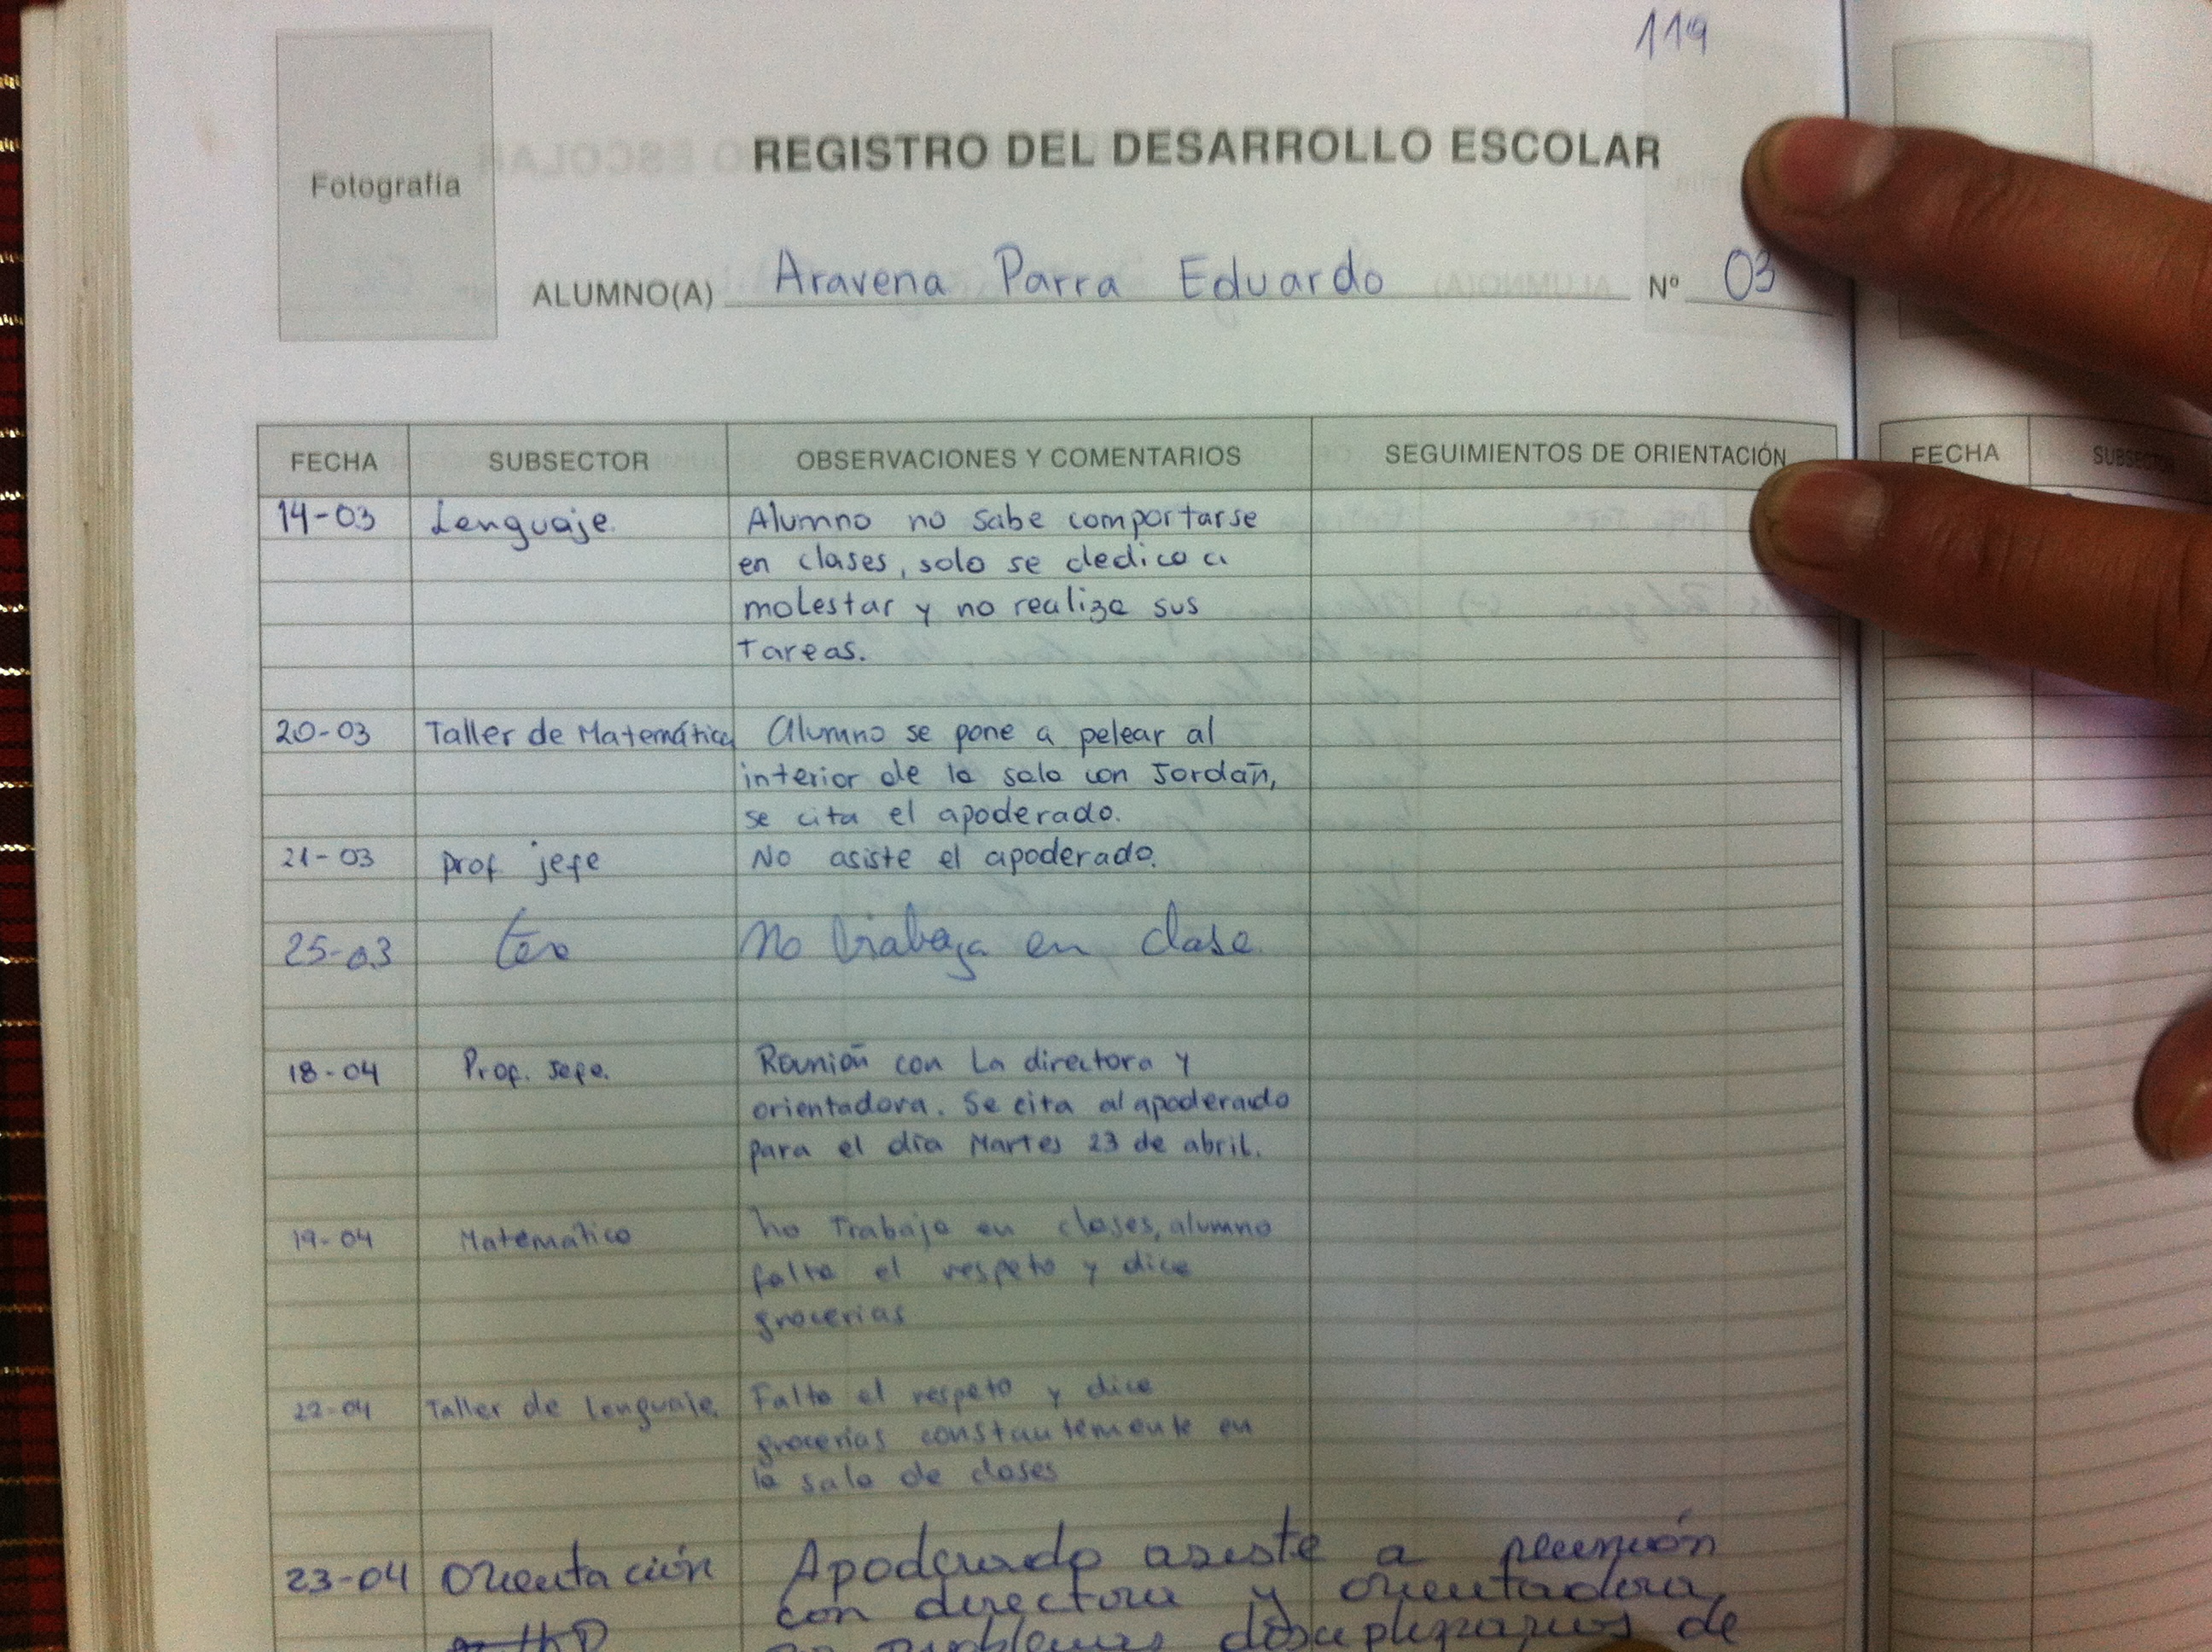 119
REGISTRO DEL DESARROLLO ESCOLAR
Fotografía
ALUMNO(A) Aravena Parra Eduardo Nº 03
FECHA SUBSECTOR OBSERVACIONES Y COMENTARIOS SEGUIMIENTOS DE ORIENTACIÓN
14-03 Lenguaje. Alumno no sabe comportarse
en clases, solo se dedica a
molestar y no realiza sus
Tareas.
20-03 Taller de Matemática Alumno se pone a pelear al
interior de la sala con Jordan,
se cita el apoderado.
21-03 prof. jefe No asiste el apoderado.
25-03 No trabaja en clase
18-04 Prof. Jefe. Reunión con La directora y
orientadora. Se cita al apoderado
para el día Martes 23 de abril.
19-04 Matemático no Trabaja en clases, alumno
falta el respeto y dice
groserias
22-04 Taller de lenguaje. Falta el respeto y dice
groserias constantemente en
la sala de clases
23-04 Orientación Apoderado asiste a reunión
con directora y orientadora
por problemas disciplinarios de
FECHA SUBSECTOR